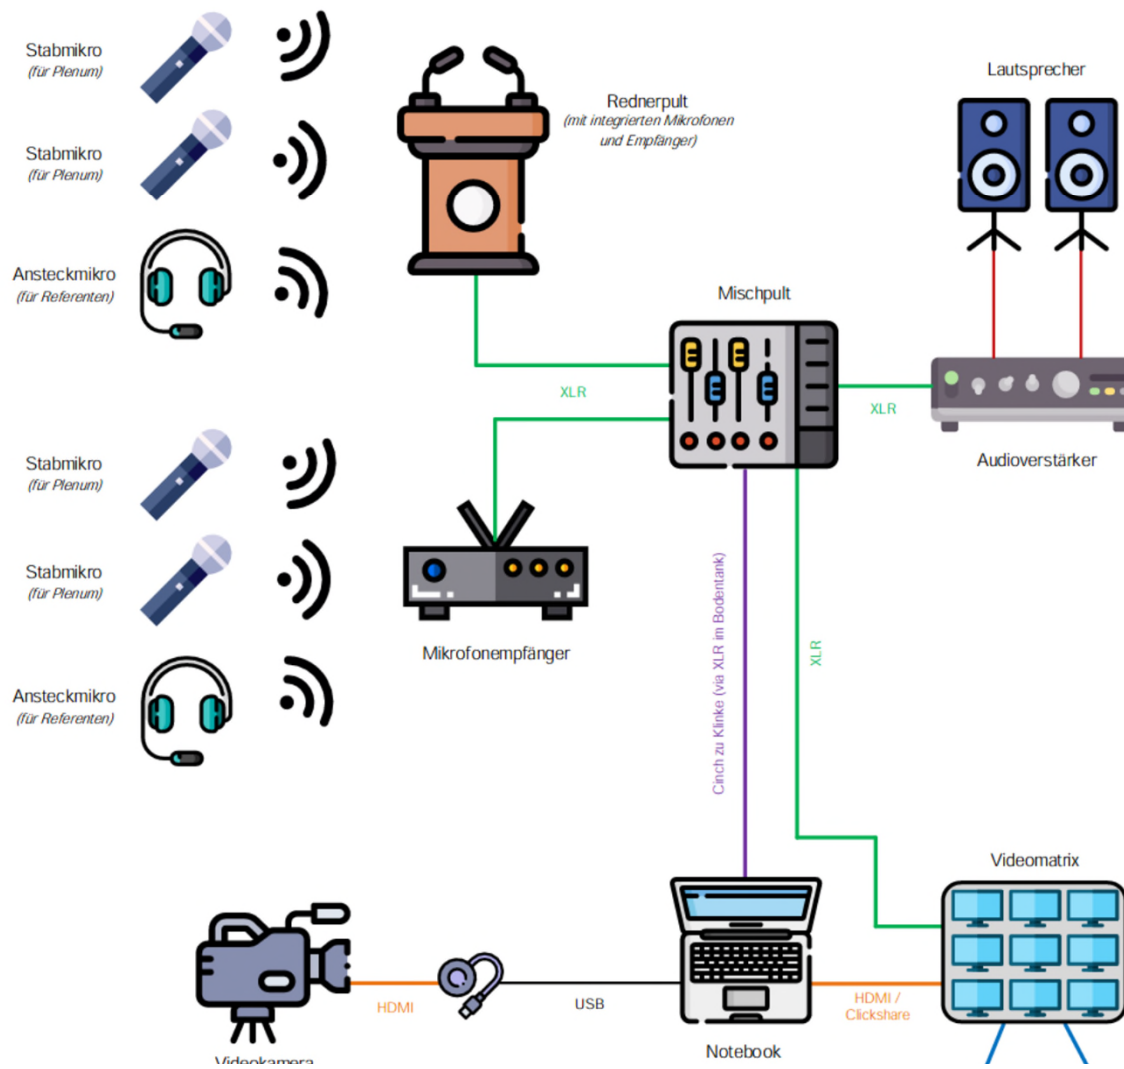 Stabmikro
(für Plenum)
Stabmikro
(für Plenum)
Ansteckmikro
(für Referenten)
Rednerpult
(mit integrierten Mikrofonen
und Empfänger)
Lautsprecher
Mischpult
XLR
XLR
Audioverstärker
Stabmikro
(für Plenum)
Stabmikro
(für Plenum)
Ansteckmikro
(für Referenten)
Mikrofonempfänger
Cinch zu Klinke (via XLR im Bodentank)
XLR
Videomatrix
HDMI
USB
HDMI /
Clickshare
Notebook
Videokamera